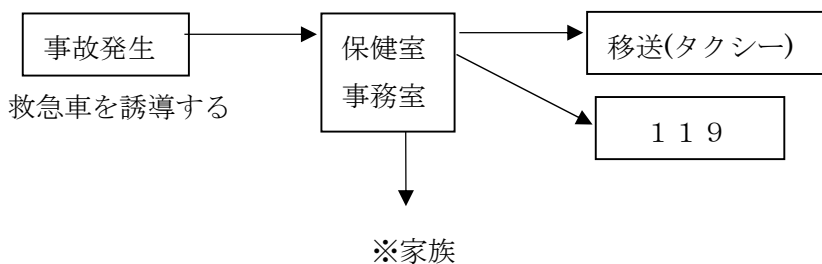 事故発生
救急車を誘導する
保健室
事務室
移送(タクシー)
１１９
※家族